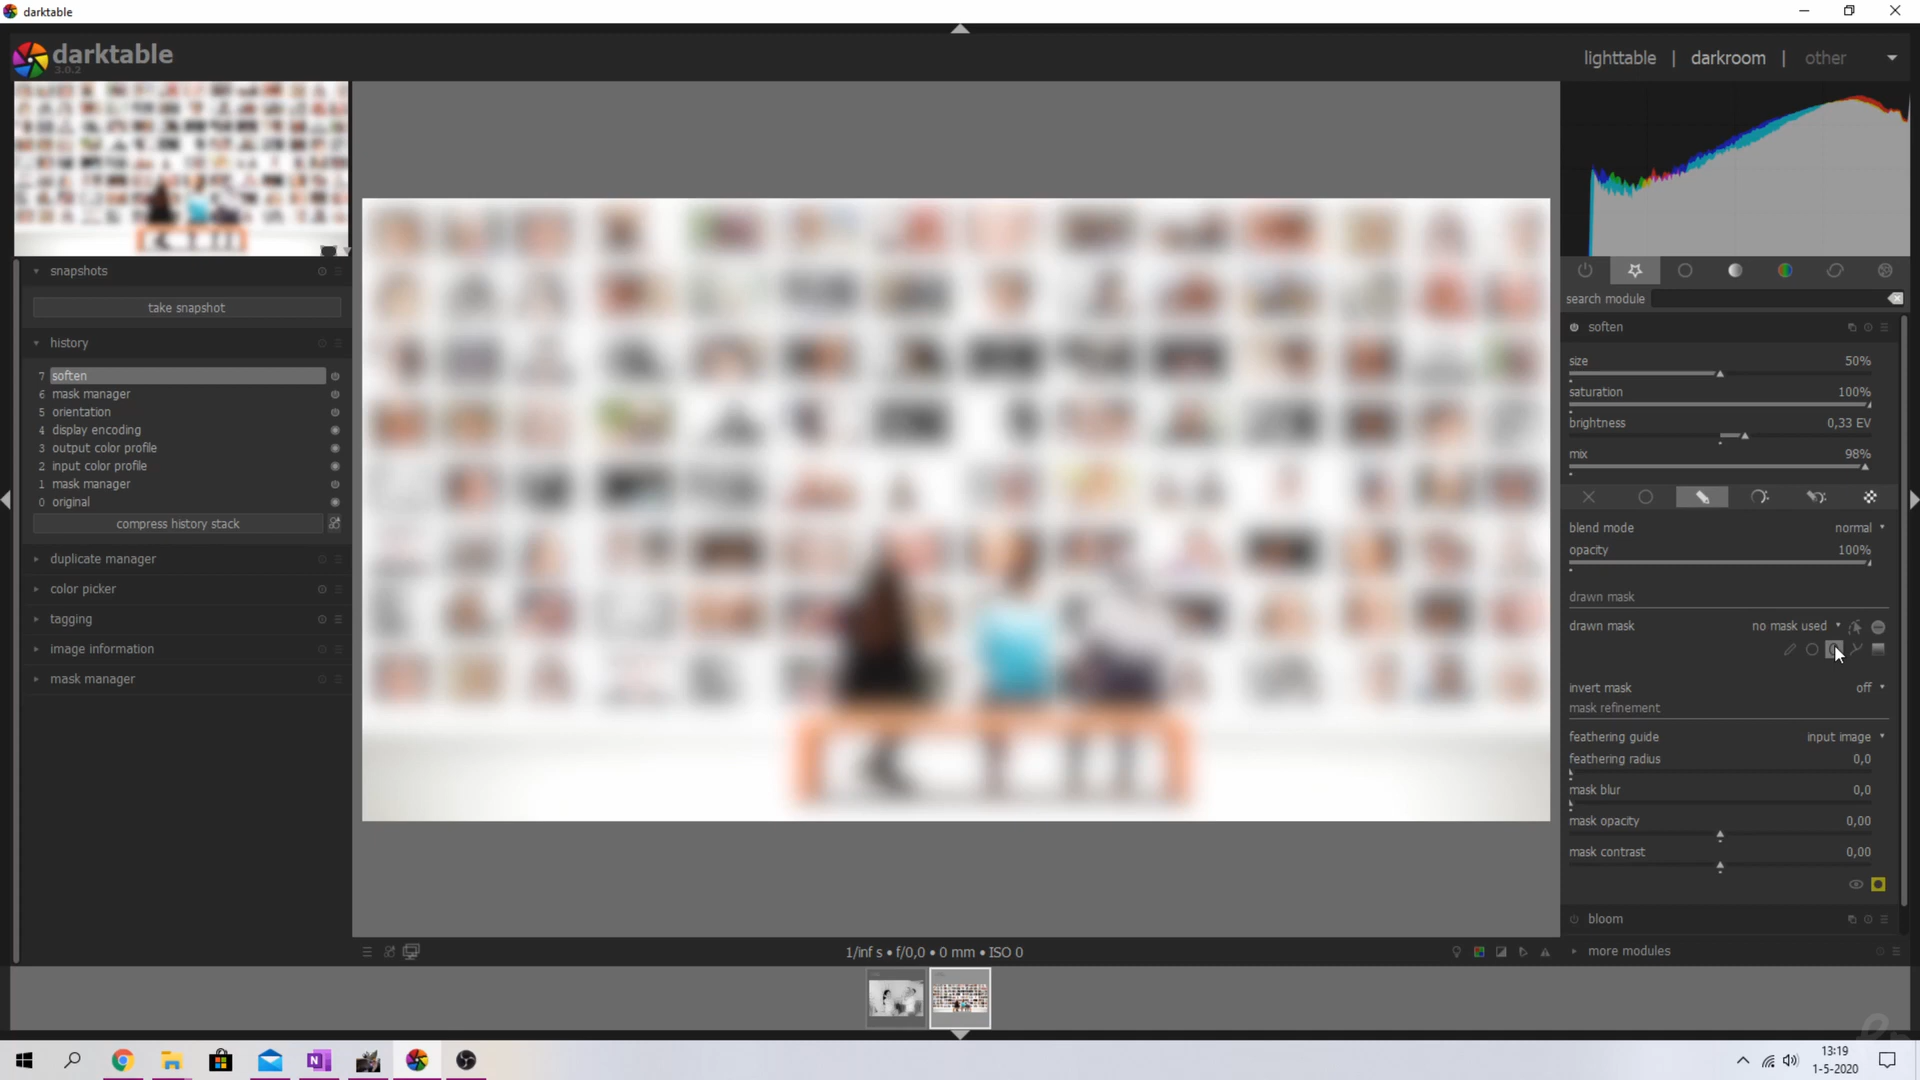 darktable
darktable
3.0.2
lighttable | darkroom | other
snapshots
take snapshot
history
7 soften
6 mask manager
5 orientation
4 display encoding
3 output color profile
2 input color profile
1 mask manager
0 original
compress history stack
duplicate manager
color picker
tagging
image information
mask manager
search module
soften
size 50%
saturation 100%
brightness 0,33 EV
mix 98%
blend mode normal
opacity 100%
drawn mask
drawn mask no mask used
invert mask off
mask refinement
feathering guide input image
feathering radius 0,0
mask blur 0,0
mask opacity 0,00
mask contrast 0,00
bloom
more modules
1/inf s • f/0,0 • 0 mm • ISO 0
13:19
1-5-2020